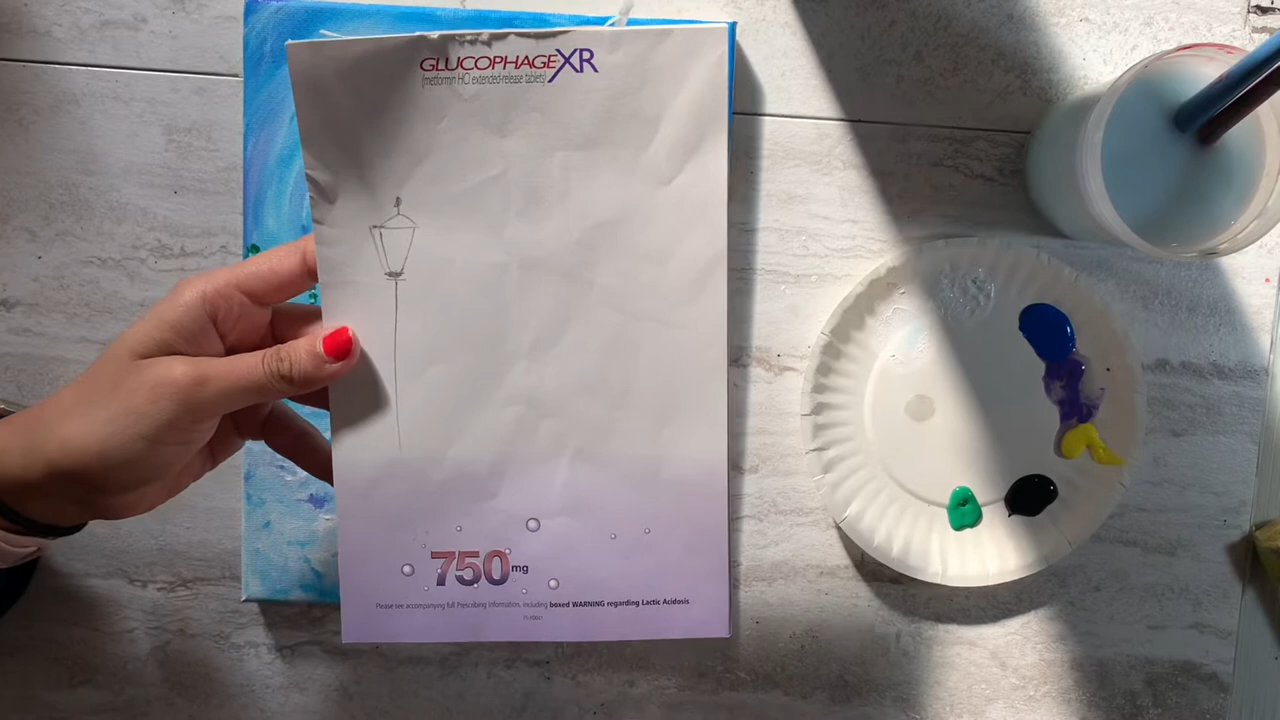 GLUCOPHAGE XR
(metformin HCl extended-release tablets)
750 mg
Please see accompanying full Prescribing Information, including boxed WARNING regarding Lactic Acidosis.